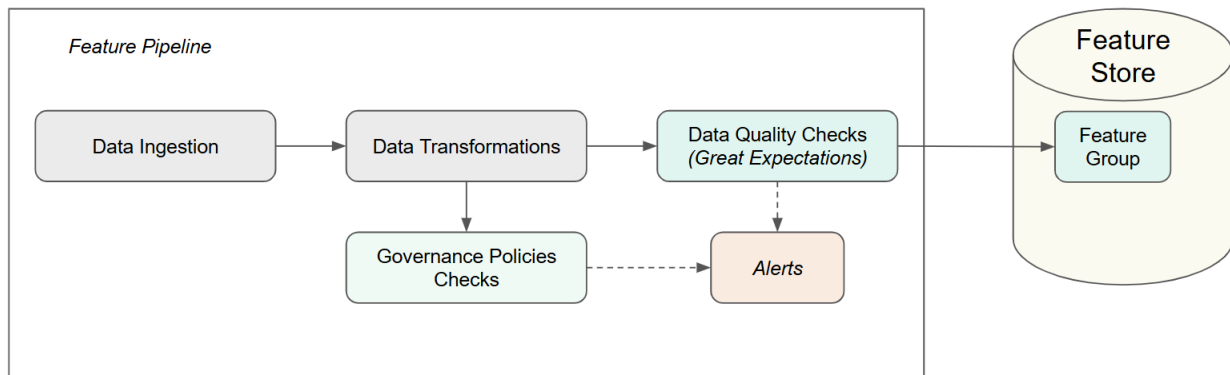 Feature Pipeline
Feature
Store
Data Ingestion
Data Transformations
Data Quality Checks
(Great Expectations)
Feature
Group
Governance Policies
Checks
Alerts